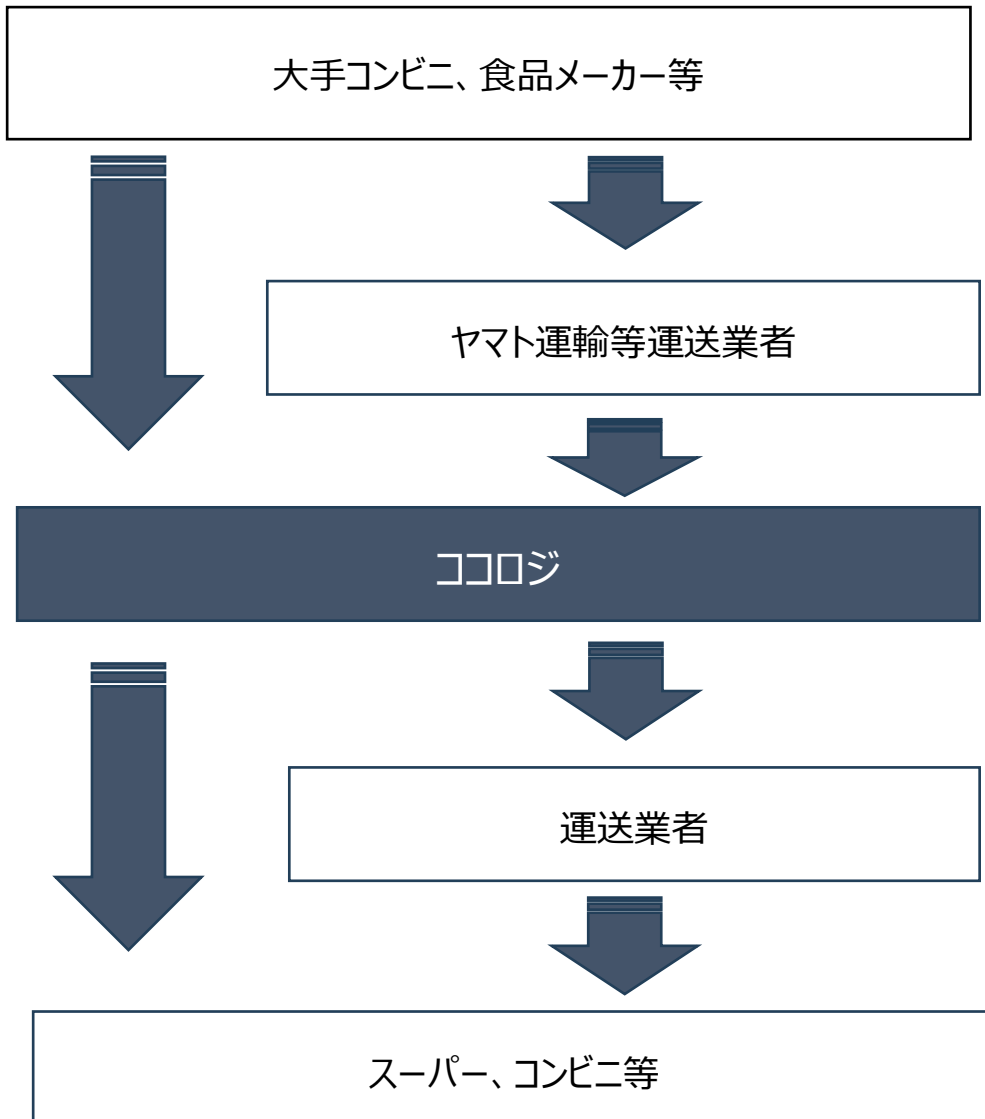 大手コンビニ、食品メーカー等
ヤマト運輸等運送業者
ココロジ
運送業者
スーパー、コンビニ等